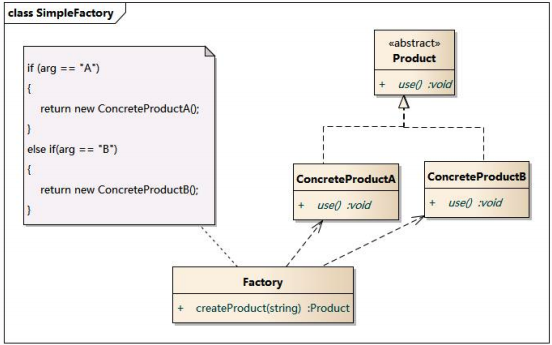 class SimpleFactory
if (arg == "A")
{
return new ConcreteProductA();
}
else if(arg == "B")
{
return new ConcreteProductB();
}
«abstract»
Product
+ use() :void
ConcreteProductA
+ use() :void
ConcreteProductB
+ use() :void
Factory
+ createProduct(string) :Product